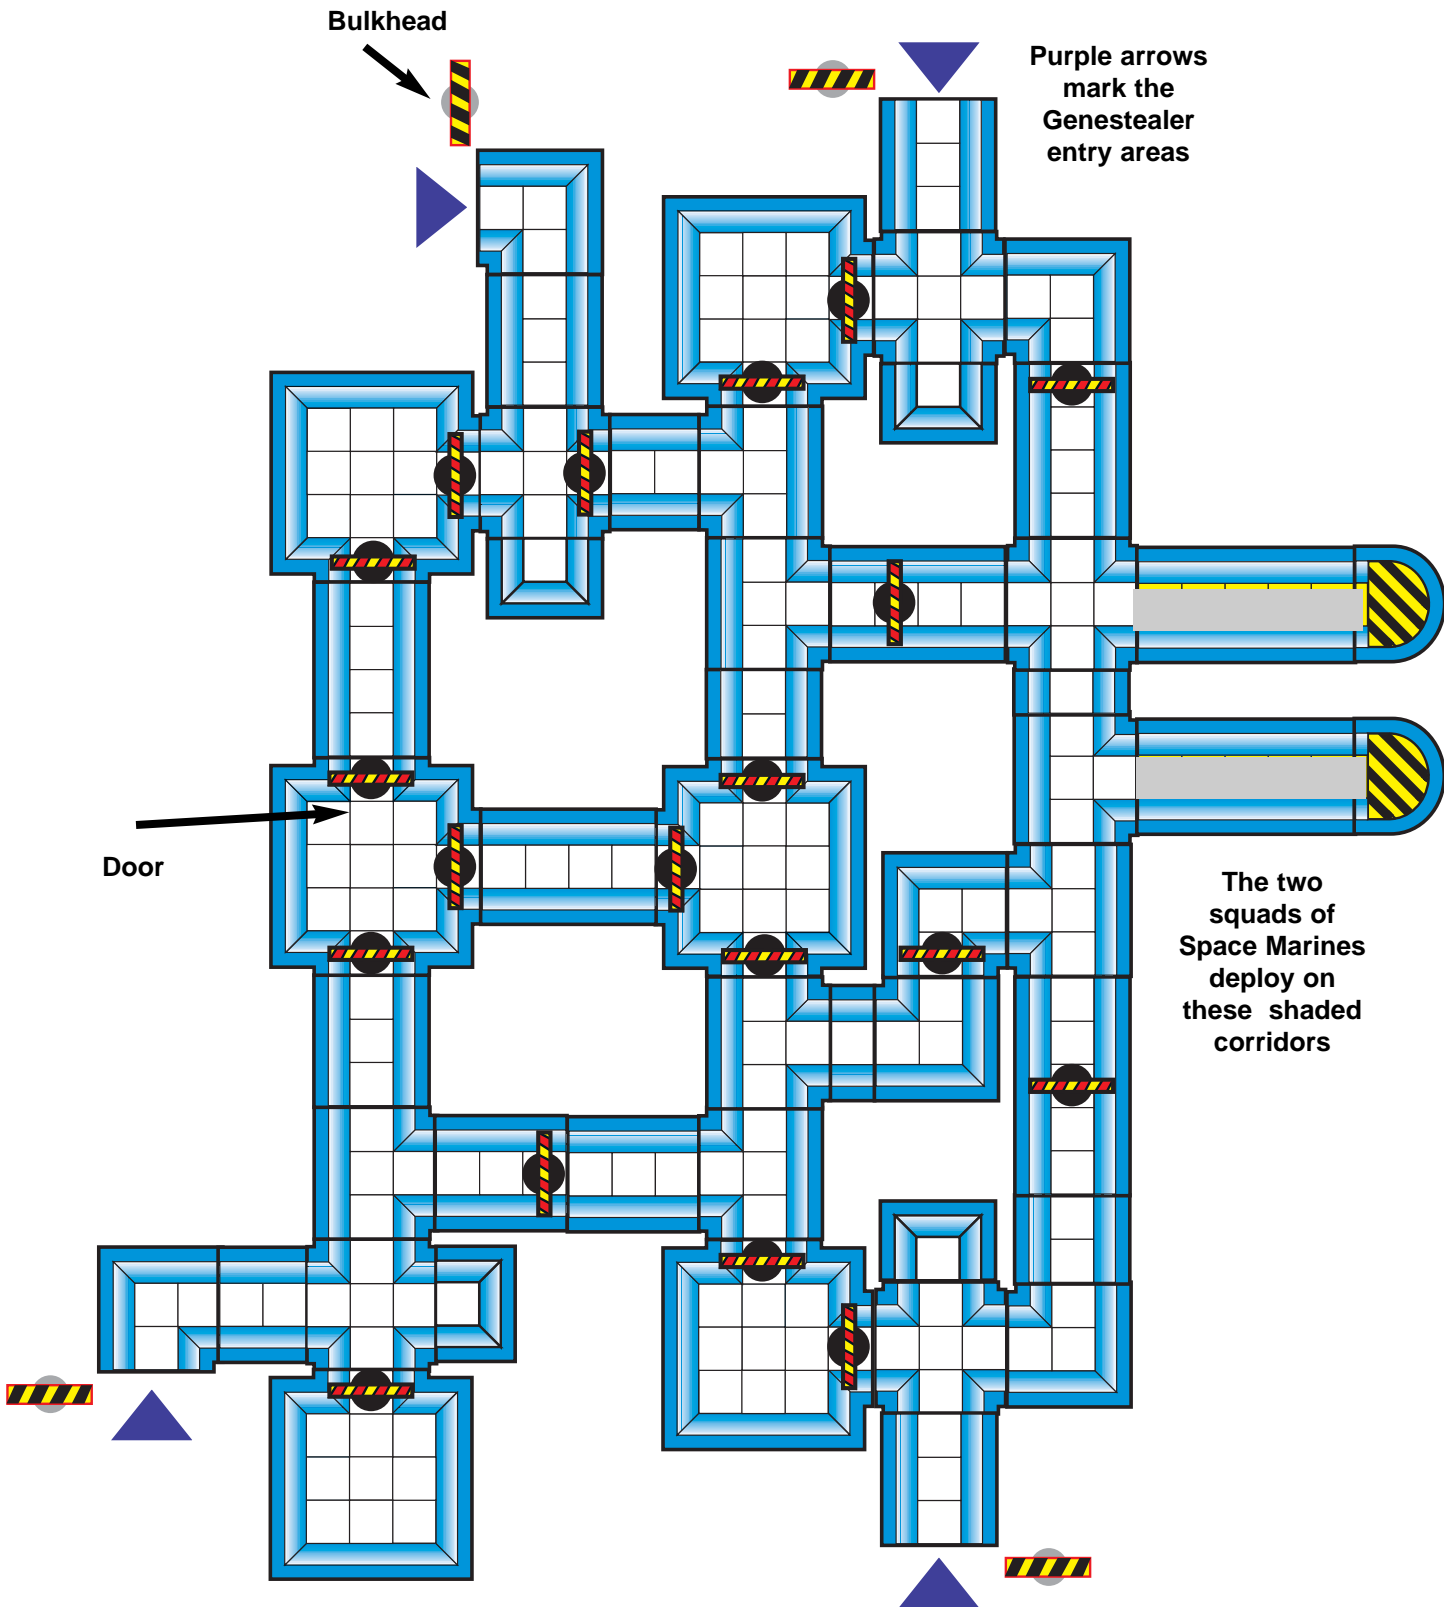 Bulkhead
Purple arrows
mark the
Genestealer
entry areas
Door
The two
squads of
Space Marines
deploy on
these shaded
corridors